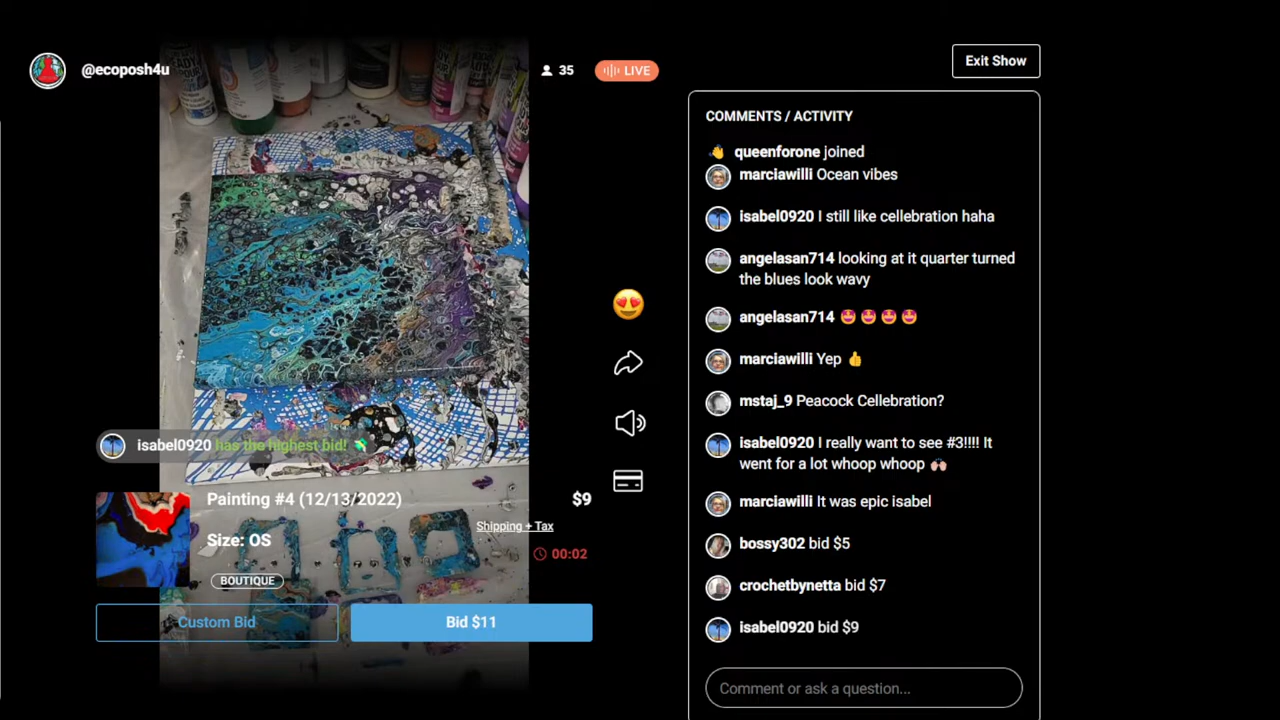 @ecoposh4u
35
LIVE
Exit Show
COMMENTS / ACTIVITY
queenforone joined
marciawilli Ocean vibes
isabel0920 I still like cellebration haha
angelasan714 looking at it quarter turned
the blues look wavy
angelasan714 🤩 🤩 🤩 🤩
marciawilli Yep 👍
mstaj_9 Peacock Cellebration?
isabel0920 I really want to see #3!!!! It
went for a lot whoop whoop 🙌🏻
marciawilli It was epic isabel
bossy302 bid $5
crochetbynetta bid $7
isabel0920 bid $9
Comment or ask a question...
isabel0920 has the highest bid! 💸
Painting #4 (12/13/2022)
$9
Shipping + Tax
Size: OS
00:02
BOUTIQUE
Custom Bid
Bid $11